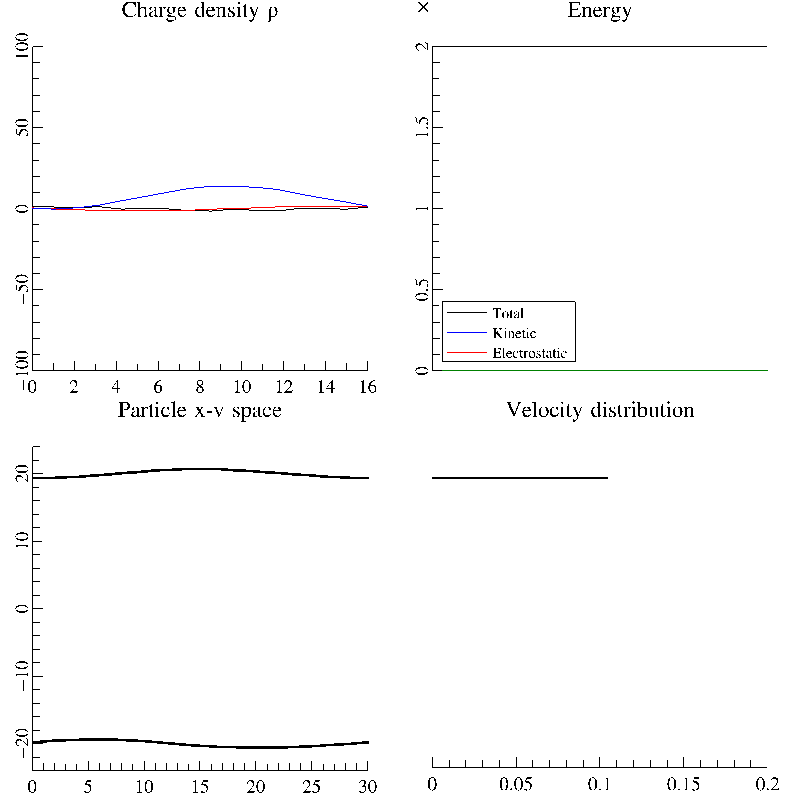 Charge density ρ
100
50
0
−50
−100
0 2 4 6 8 10 12 14 16
×
Energy
2
1.5
1
0.5
0
Total
Kinetic
Electrostatic
Particle x-v space
20
10
0
−10
−20
0 5 10 15 20 25 30
Velocity distribution
0 0.05 0.1 0.15 0.2